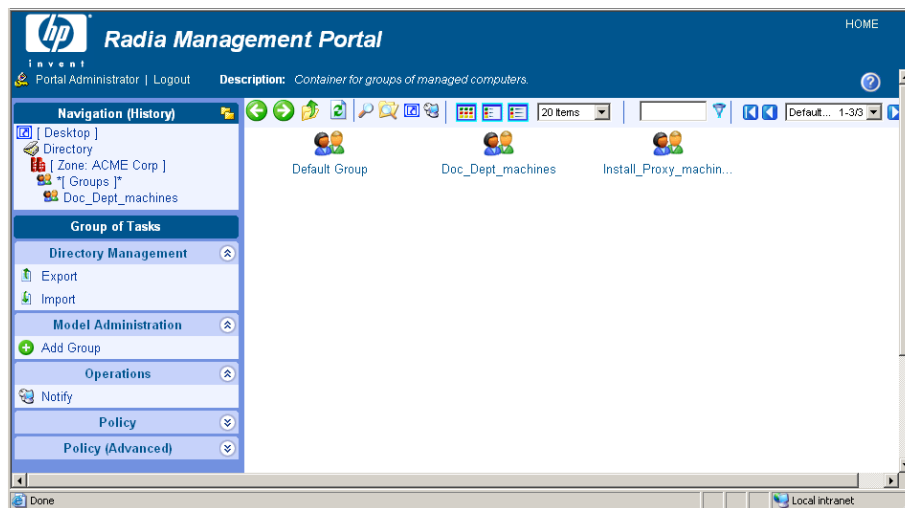 hp
invent
Radia Management Portal
HOME
Portal Administrator | Logout
Description: Container for groups of managed computers.
Navigation (History)
20 Items
Default... 1-3/3
[ Desktop ]
Directory
[ Zone: ACME Corp ]
*[ Groups ]*
Doc_Dept_machines
Default Group
Doc_Dept_machines
Install_Proxy_machin...
Group of Tasks
Directory Management
Export
Import
Model Administration
Add Group
Operations
Notify
Policy
Policy (Advanced)
Done
Local intranet